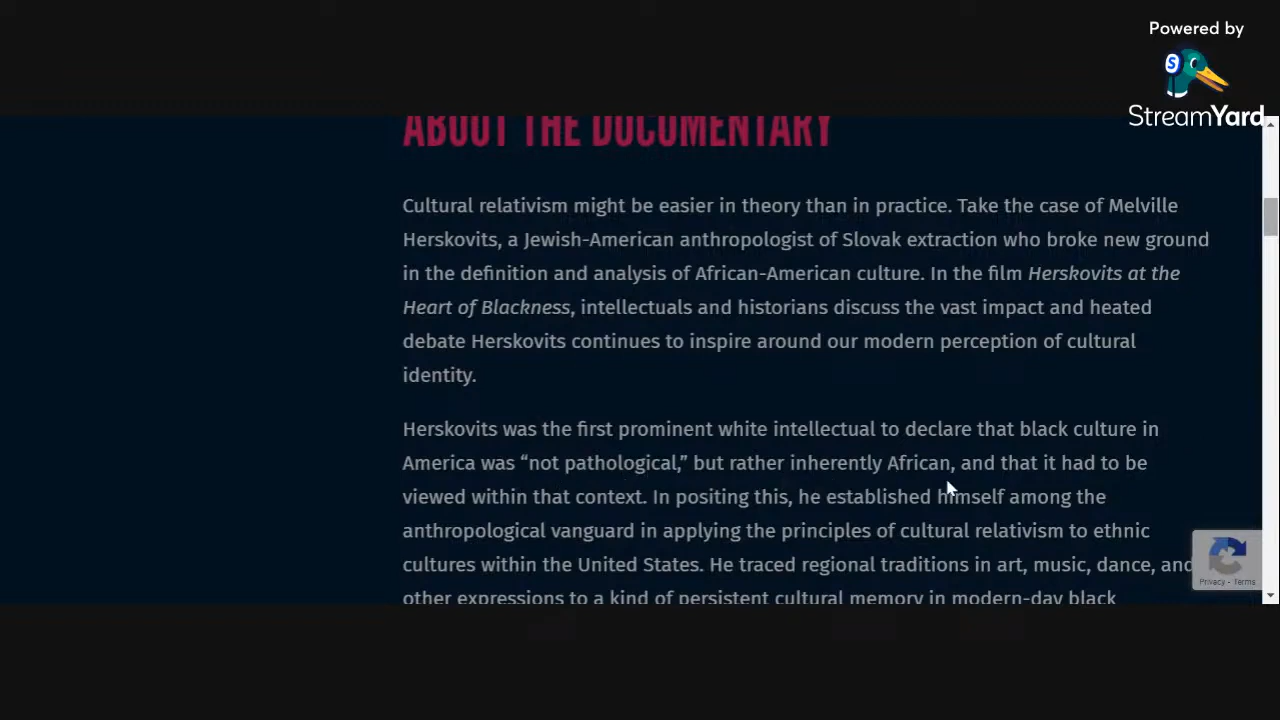 Powered by
StreamYard
ABOUT THE DOCUMENTARY
Cultural relativism might be easier in theory than in practice. Take the case of Melville
Herskovits, a Jewish-American anthropologist of Slovak extraction who broke new ground
in the definition and analysis of African-American culture. In the film Herskovits at the
Heart of Blackness, intellectuals and historians discuss the vast impact and heated
debate Herskovits continues to inspire around our modern perception of cultural
identity.
Herskovits was the first prominent white intellectual to declare that black culture in
America was “not pathological,” but rather inherently African, and that it had to be
viewed within that context. In positing this, he established himself among the
anthropological vanguard in applying the principles of cultural relativism to ethnic
cultures within the United States. He traced regional traditions in art, music, dance, and
other expressions to a kind of persistent cultural memory in modern-day black
Privacy - Terms